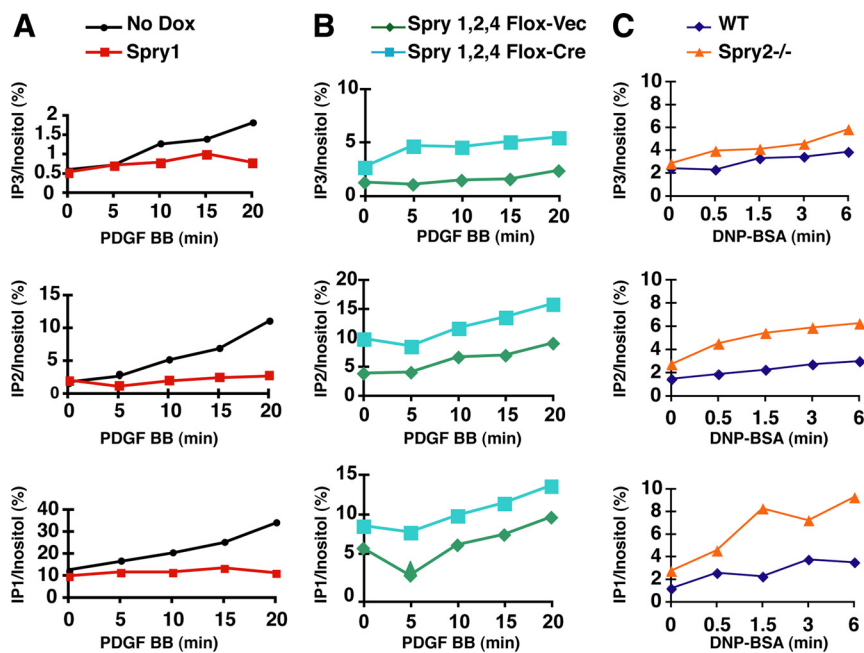 A
No Dox
Spry1
B
Spry 1,2,4 Flox-Vec
Spry 1,2,4 Flox-Cre
C
WT
Spry2-/-
IP3/Inositol (%)
2
1.5
1
0.5
0
0 5 10 15 20
PDGF BB (min)
IP3/Inositol (%)
10
5
0
0 5 10 15 20
PDGF BB (min)
IP3/Inositol (%)
10
8
6
4
2
0
0 0.5 1.5 3 6
DNP-BSA (min)
IP2/Inositol (%)
15
10
5
0
0 5 10 15 20
PDGF BB (min)
IP2/Inositol (%)
20
15
10
5
0
0 5 10 15 20
PDGF BB (min)
IP2/Inositol (%)
10
8
6
4
2
0
0 0.5 1.5 3 6
DNP-BSA (min)
IP1/Inositol (%)
40
30
20
10
0
0 5 10 15 20
PDGF BB (min)
IP1/Inositol (%)
15
10
5
0
0 5 10 15 20
PDGF BB (min)
IP1/Inositol (%)
10
8
6
4
2
0
0 0.5 1.5 3 6
DNP-BSA (min)